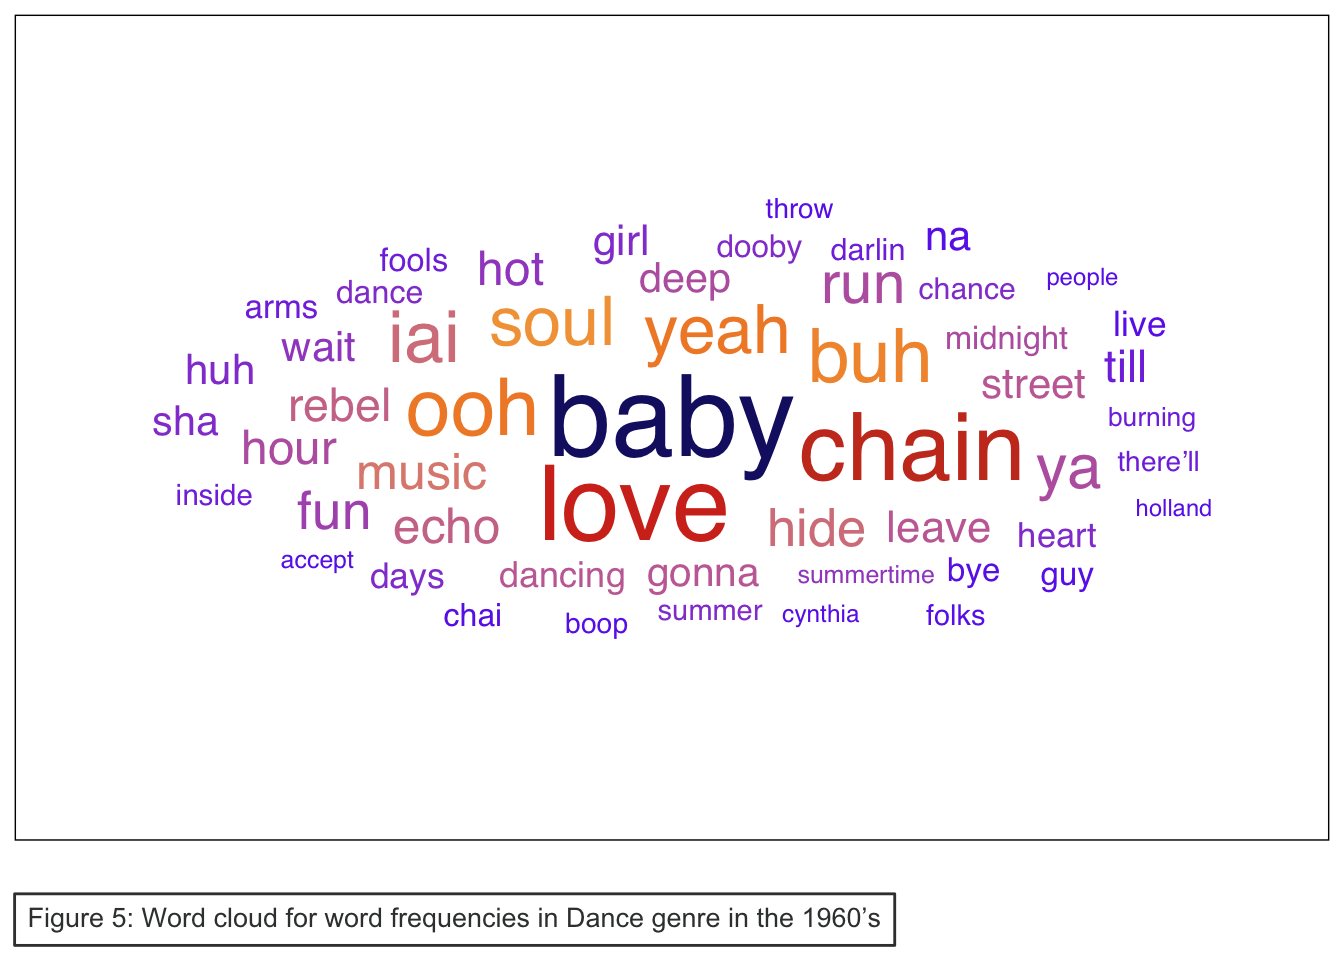 throw
girl dooby darlin na
fools hot deep run chance people
arms dance iai soul yeah buh midnight live
huh wait street till
sha rebel ooh baby chain burning
hour music ya there’ll
inside fun echo love hide leave heart holland
accept days dancing gonna summertime bye guy
chai boop summer cynthia folks
Figure 5: Word cloud for word frequencies in Dance genre in the 1960’s